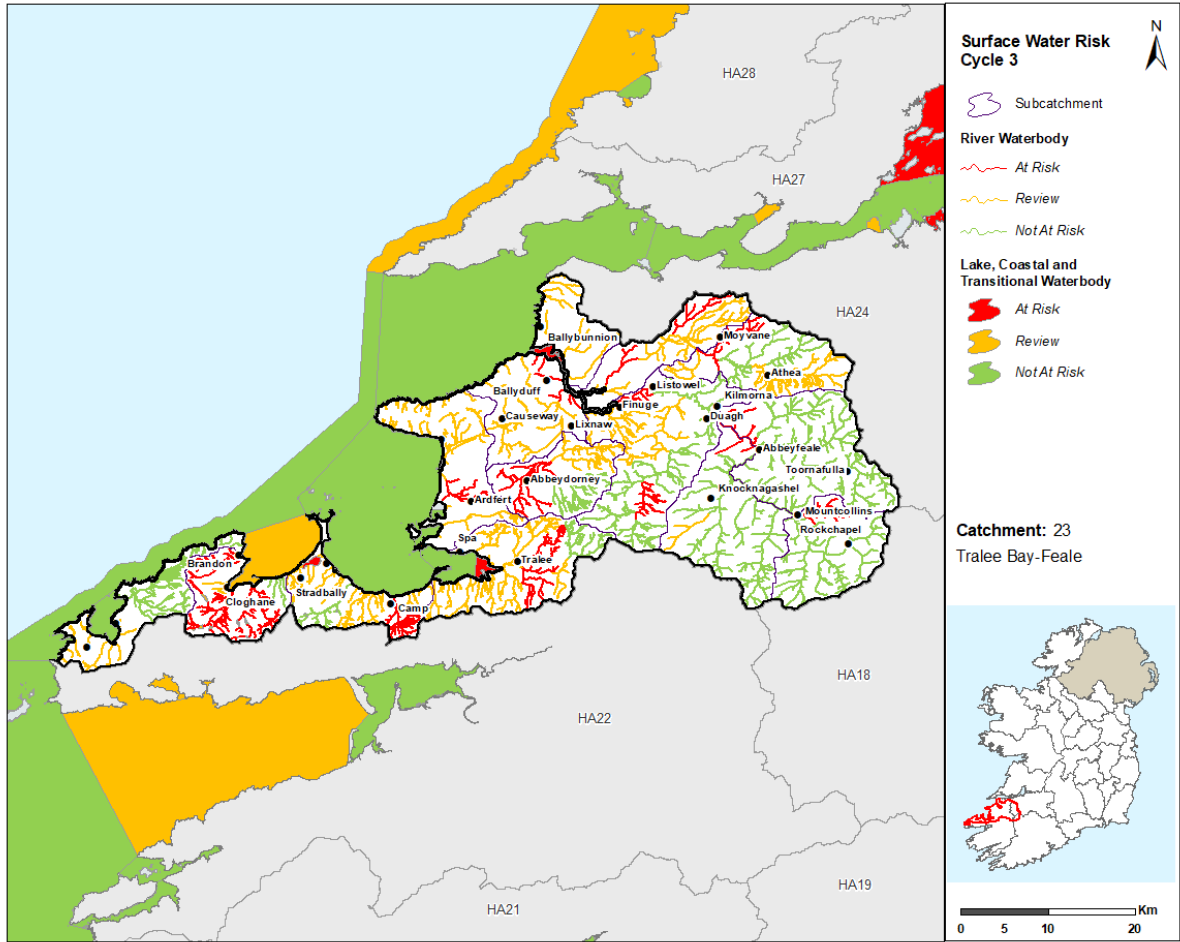 HA28
HA27
HA24
Ballybunnion
Moyvane
Athea
Ballyduff
Listowel
Kilmorna
Finuge
Causeway
Duagh
Lixnaw
Abbeyfeale
Toornafulla
Abbeydorney
Knocknagashel
Ardfert
Mountcollins
Rockchapel
Spa
Tralee
Brandon
Stradbally
Cloghane
Camp
HA18
HA22
HA19
HA21
Surface Water Risk
Cycle 3
N
Subcatchment
River Waterbody
At Risk
Review
Not At Risk
Lake, Coastal and
Transitional Waterbody
At Risk
Review
Not At Risk
Catchment: 23
Tralee Bay-Feale
Km
0 5 10 20